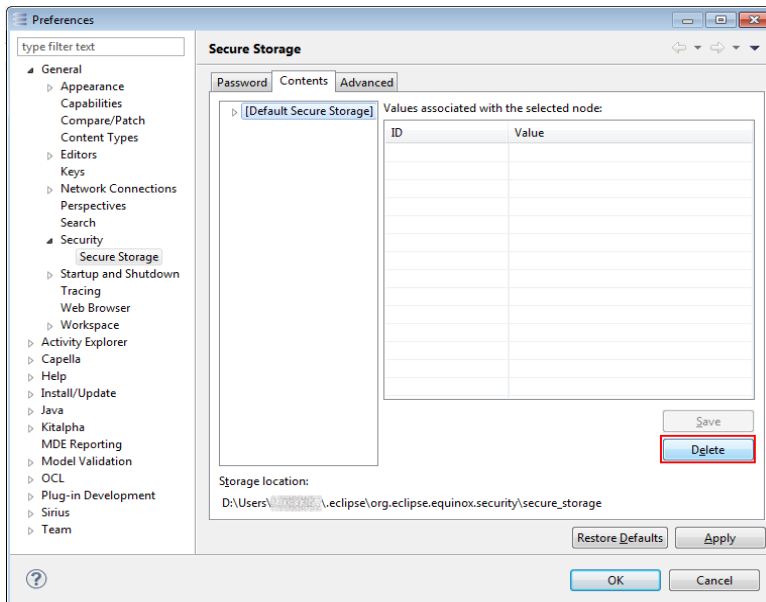 Preferences
type filter text
General
Appearance
Capabilities
Compare/Patch
Content Types
Editors
Keys
Network Connections
Perspectives
Search
Security
Secure Storage
Startup and Shutdown
Tracing
Web Browser
Workspace
Activity Explorer
Capella
Help
Install/Update
Java
Kitalpha
MDE Reporting
Model Validation
OCL
Plug-in Development
Sirius
Team
Secure Storage
Password Contents Advanced
[Default Secure Storage]
Values associated with the selected node:
ID Value
Save
Delete
Storage location:
D:\Users\ \.eclipse\org.eclipse.equinox.security\secure_storage
Restore Defaults Apply
? OK Cancel